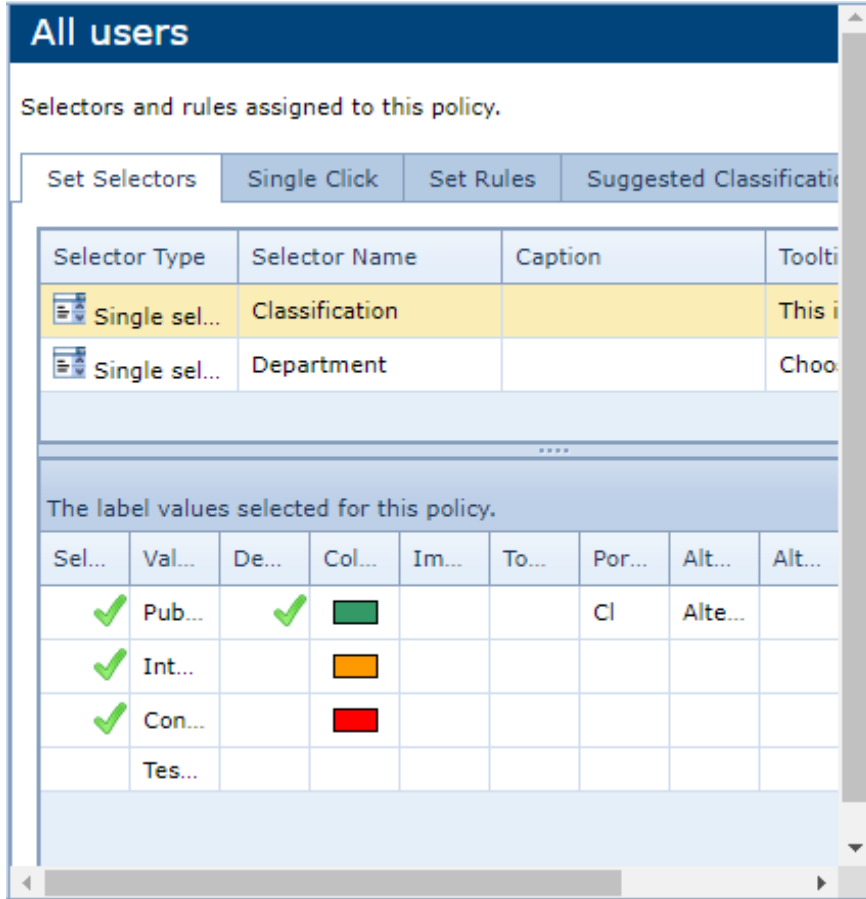 All users
Selectors and rules assigned to this policy.
Set Selectors Single Click Set Rules Suggested Classificatio
Selector Type Selector Name Caption Toolti
Single sel... Classification This i
Single sel... Department Choo
The label values selected for this policy.
Sel... Val... De... Col... Im... To... Por... Alt... Alt...
Pub... Cl Alte...
Int...
Con...
Tes...